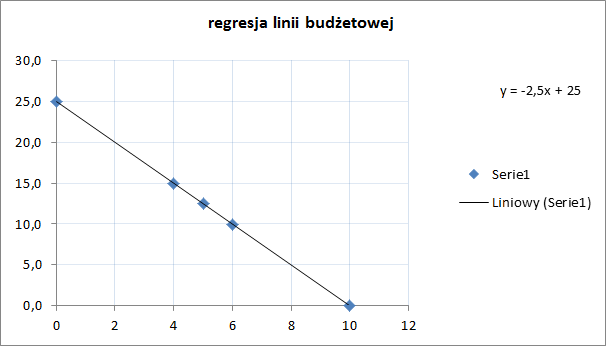 regresja linii budżetowej
30,0
25,0
20,0
15,0
10,0
5,0
0,0
0 2 4 6 8 10 12
y = -2,5x + 25
Serie1
Liniowy (Serie1)